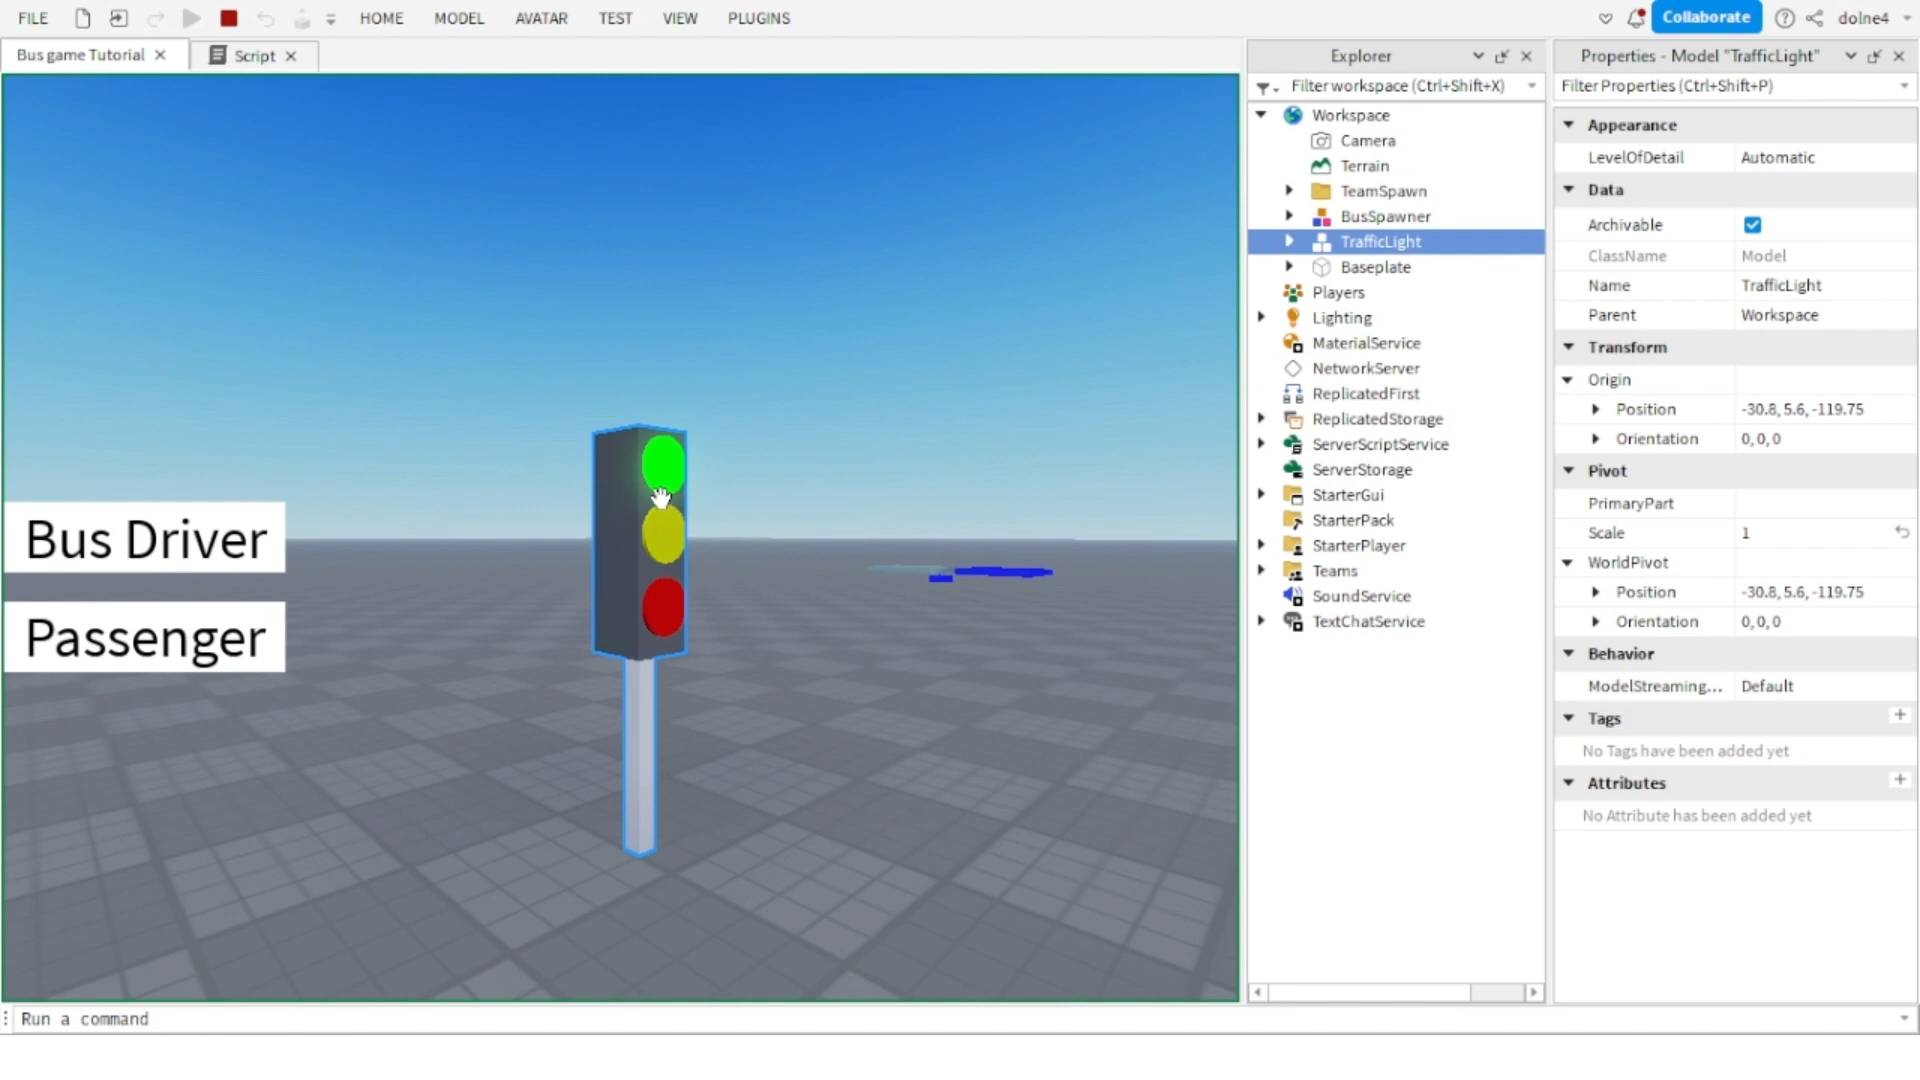 FILE
HOME
MODEL
AVATAR
TEST
VIEW
PLUGINS
Collaborate
dolne4
Bus game Tutorial
Script
Bus Driver
Passenger
Explorer
Filter workspace (Ctrl+Shift+X)
Workspace
Camera
Terrain
TeamSpawn
BusSpawner
TrafficLight
Baseplate
Players
Lighting
MaterialService
NetworkServer
ReplicatedFirst
ReplicatedStorage
ServerScriptService
ServerStorage
StarterGui
StarterPack
StarterPlayer
Teams
SoundService
TextChatService
Properties - Model "TrafficLight"
Filter Properties (Ctrl+Shift+P)
Appearance
LevelOfDetail Automatic
Data
Archivable
ClassName Model
Name TrafficLight
Parent Workspace
Transform
Origin
Position -30.8, 5.6, -119.75
Orientation 0, 0, 0
Pivot
PrimaryPart
Scale 1
WorldPivot
Position -30.8, 5.6, -119.75
Orientation 0, 0, 0
Behavior
ModelStreaming... Default
Tags
No Tags have been added yet
Attributes
No Attribute has been added yet
Run a command